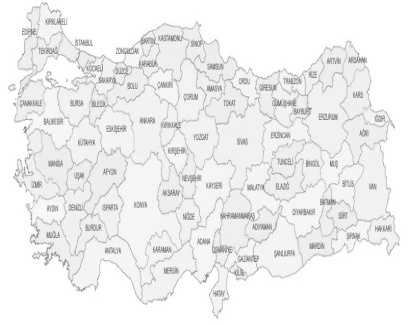 KIRKLARELİ
EDİRNE
TEKİRDAĞ
İSTANBUL
ZONGULDAK
BARTIN
KASTAMONU
SİNOP
KOCAELİ
DÜZCE
KARABÜK
SAMSUN
SAKARYA
BOLU
ÇANKIRI
AMASYA
ORDU
GİRESUN
TRABZON
RİZE
ARTVİN
ARDAHAN
ÇANAKKALE
BURSA
BİLECİK
ÇORUM
TOKAT
GÜMÜŞHANE
BAYBURT
KARS
BALIKESİR
ESKİŞEHİR
ANKARA
KIRIKKALE
ERZURUM
IĞDIR
KÜTAHYA
YOZGAT
SİVAS
ERZİNCAN
AĞRI
KIRŞEHİR
MANİSA
UŞAK
AFYON
TUNCELİ
BİNGÖL
MUŞ
İZMİR
AKSARAY
NEVŞEHİR
KAYSERİ
MALATYA
ELAZIĞ
BİTLİS
VAN
AYDIN
DENİZLİ
ISPARTA
KONYA
NİĞDE
KAHRAMANMARAŞ
DİYARBAKIR
BATMAN
SİİRT
MUĞLA
BURDUR
ADIYAMAN
ŞIRNAK
HAKKARİ
ANTALYA
KARAMAN
ADANA
OSMANİYE
GAZİANTEP
ŞANLIURFA
MARDİN
MERSİN
KİLİS
HATAY